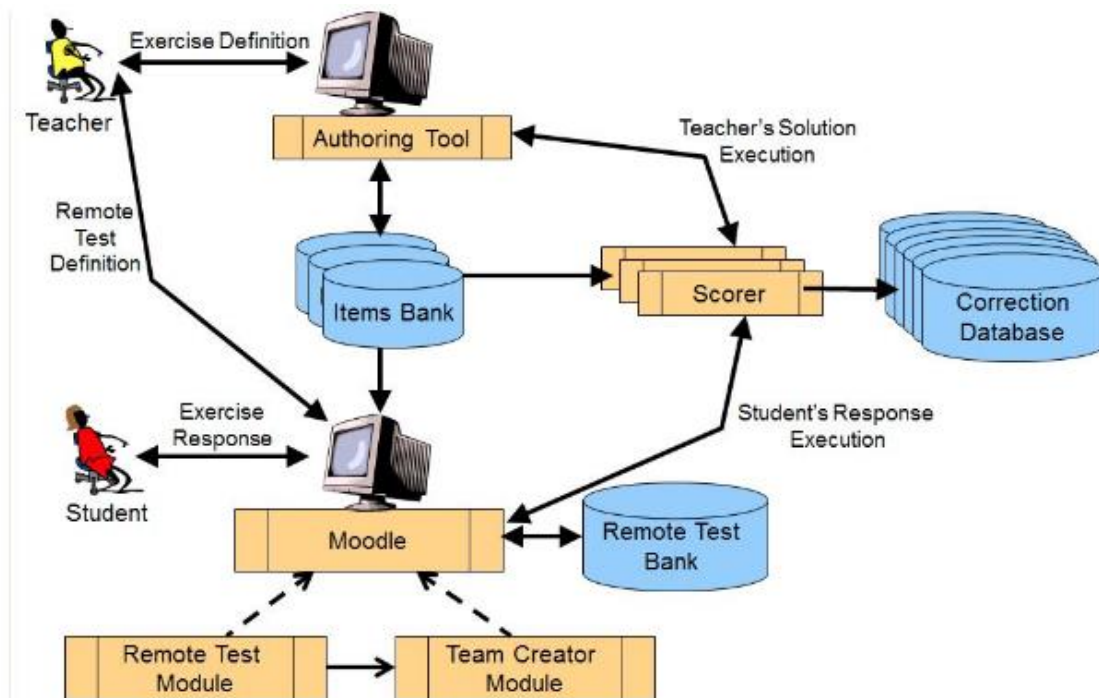 Exercise Definition
Teacher
Authoring Tool
Teacher's Solution
Execution
Remote
Test
Definition
Items Bank
Scorer
Correction
Database
Exercise
Response
Student's Response
Execution
Student
Moodle
Remote Test
Bank
Remote Test
Module
Team Creator
Module